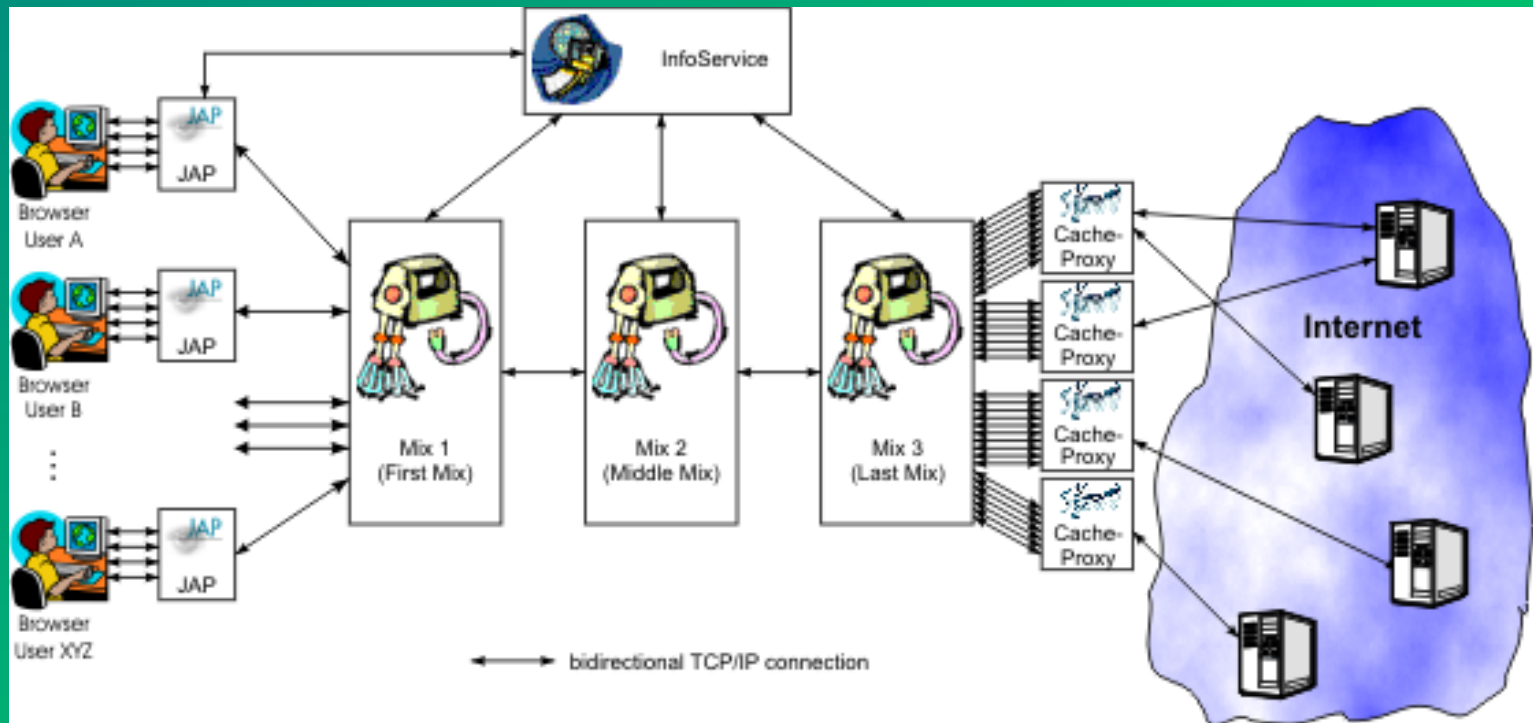 InfoService
JAP
JAP
Browser
User A
JAP
JAP
Browser
User B
JAP
JAP
Browser
User XYZ
Mix 1
(First Mix)
Mix 2
(Middle Mix)
Mix 3
(Last Mix)
Cache-
Proxy
Cache-
Proxy
Cache-
Proxy
Cache-
Proxy
Internet
bidirectional TCP/IP connection